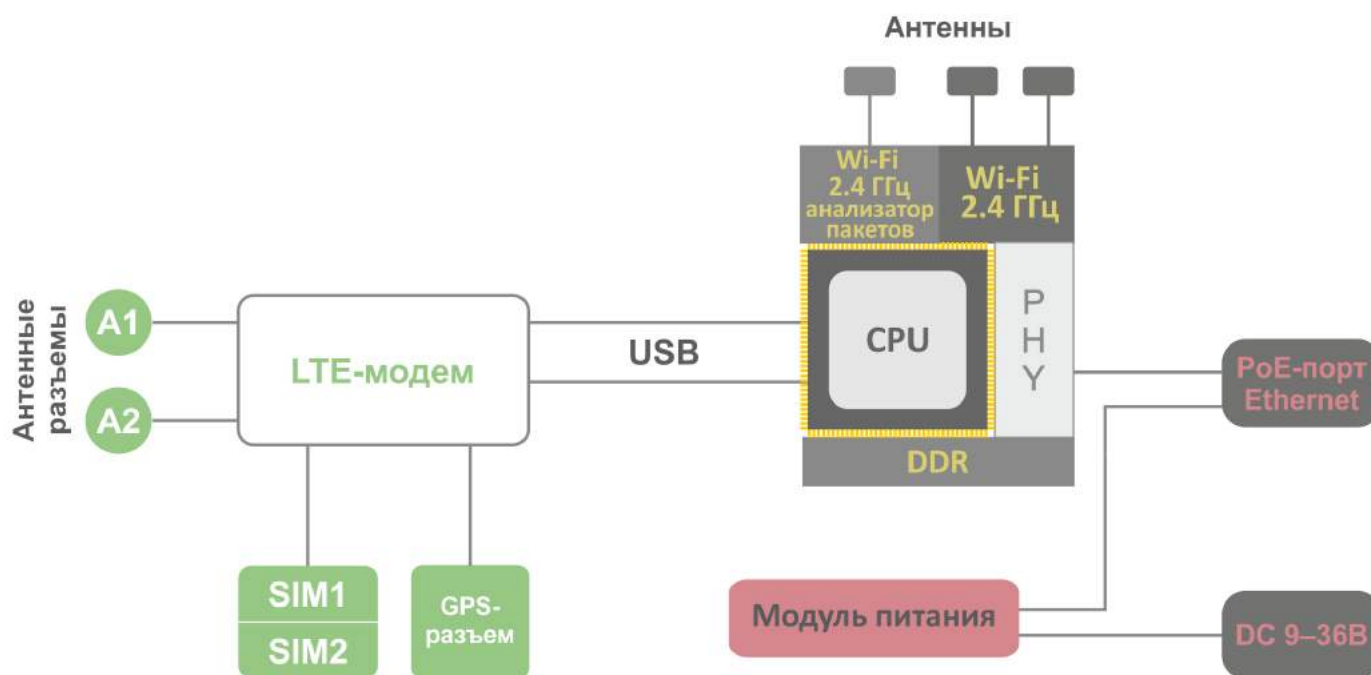 Антенны
Wi-Fi
2.4 ГГц
анализатор
пакетов
Wi-Fi
2.4 ГГц
Антенные
разъемы
A1
A2
LTE-модем
USB
CPU
P
H
Y
PoE-порт
Ethernet
DDR
SIM1
SIM2
GPS-
разъем
Модуль питания
DC 9–36В